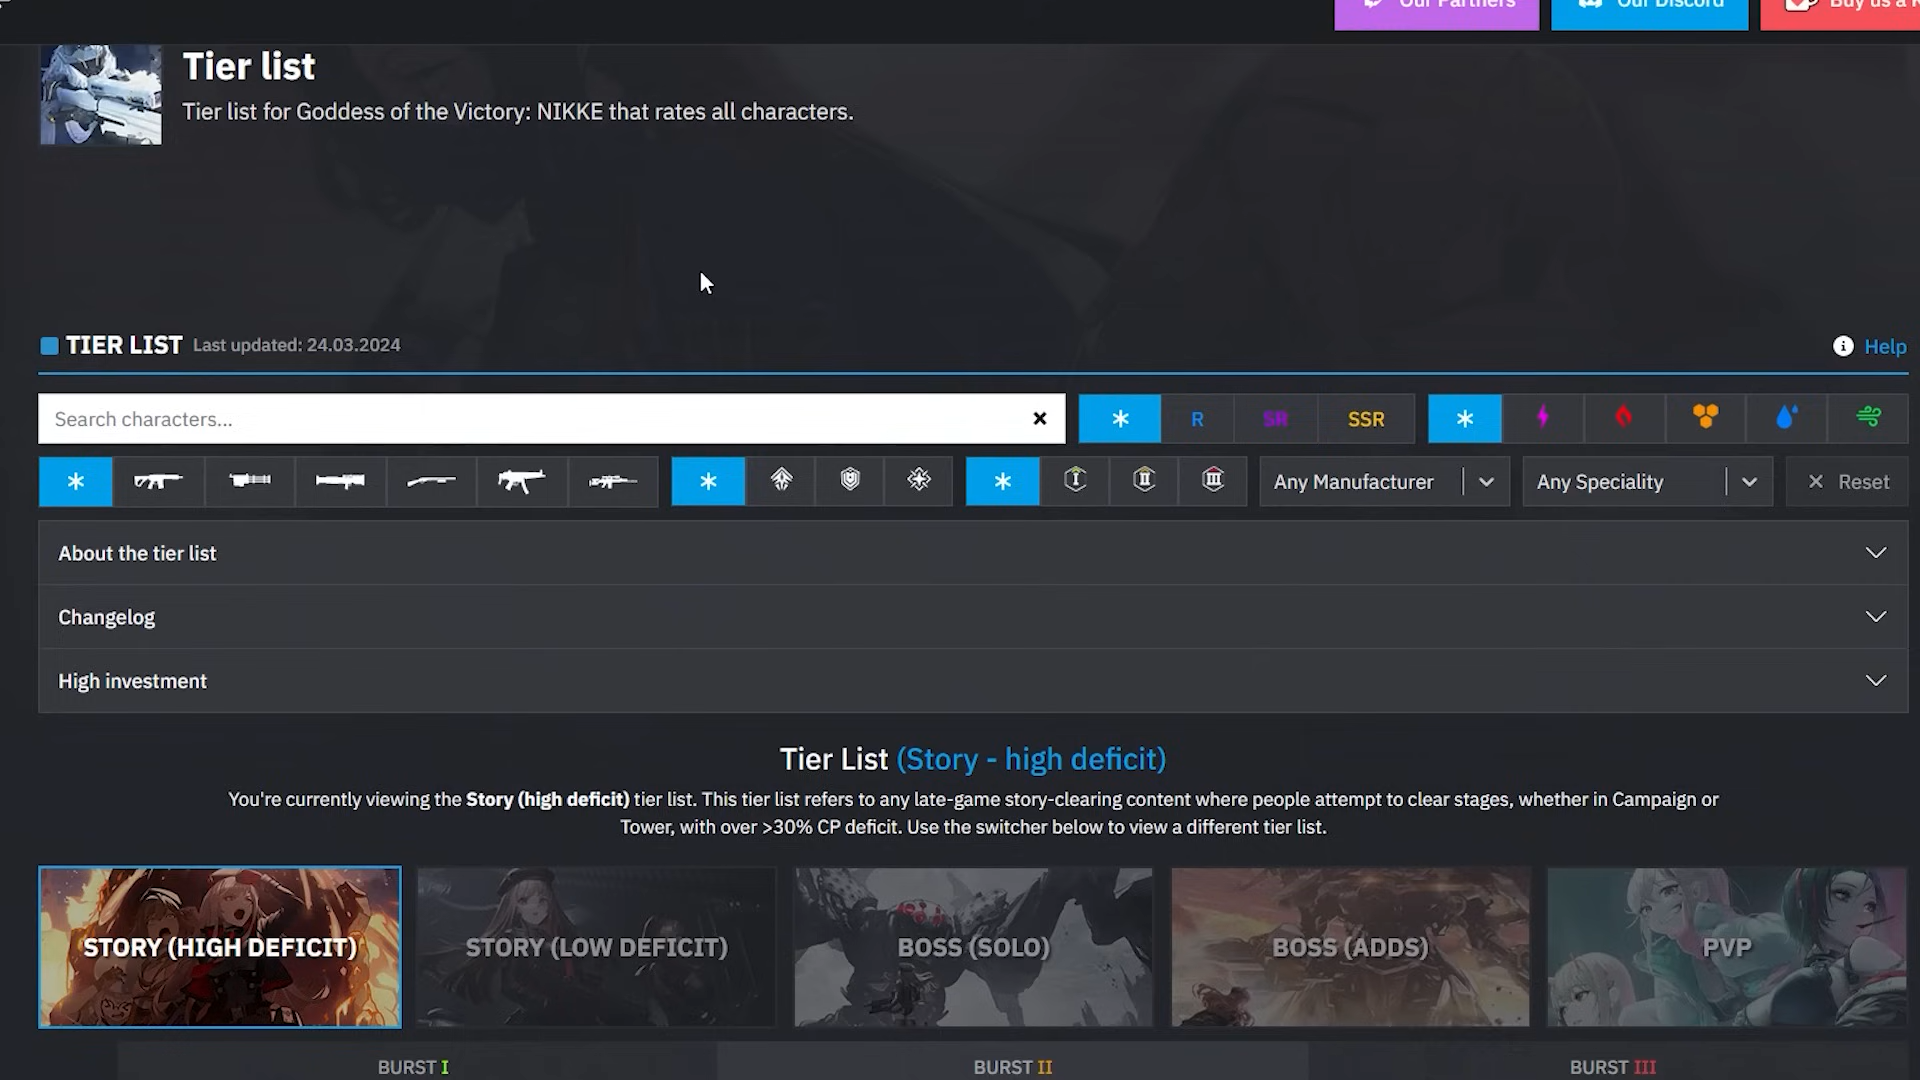 Our Partners
Our Discord
Buy us a
Tier list
Tier list for Goddess of the Victory: NIKKE that rates all characters.
TIER LIST Last updated: 24.03.2024
Help
Search characters...
R SR SSR
I II III
Any Manufacturer
Any Speciality
Reset
About the tier list
Changelog
High investment
Tier List (Story - high deficit)
You're currently viewing the Story (high deficit) tier list. This tier list refers to any late-game story-clearing content where people attempt to clear stages, whether in Campaign or
Tower, with over >30% CP deficit. Use the switcher below to view a different tier list.
STORY (HIGH DEFICIT)
STORY (LOW DEFICIT)
BOSS (SOLO)
BOSS (ADDS)
PVP
BURST I
BURST II
BURST III